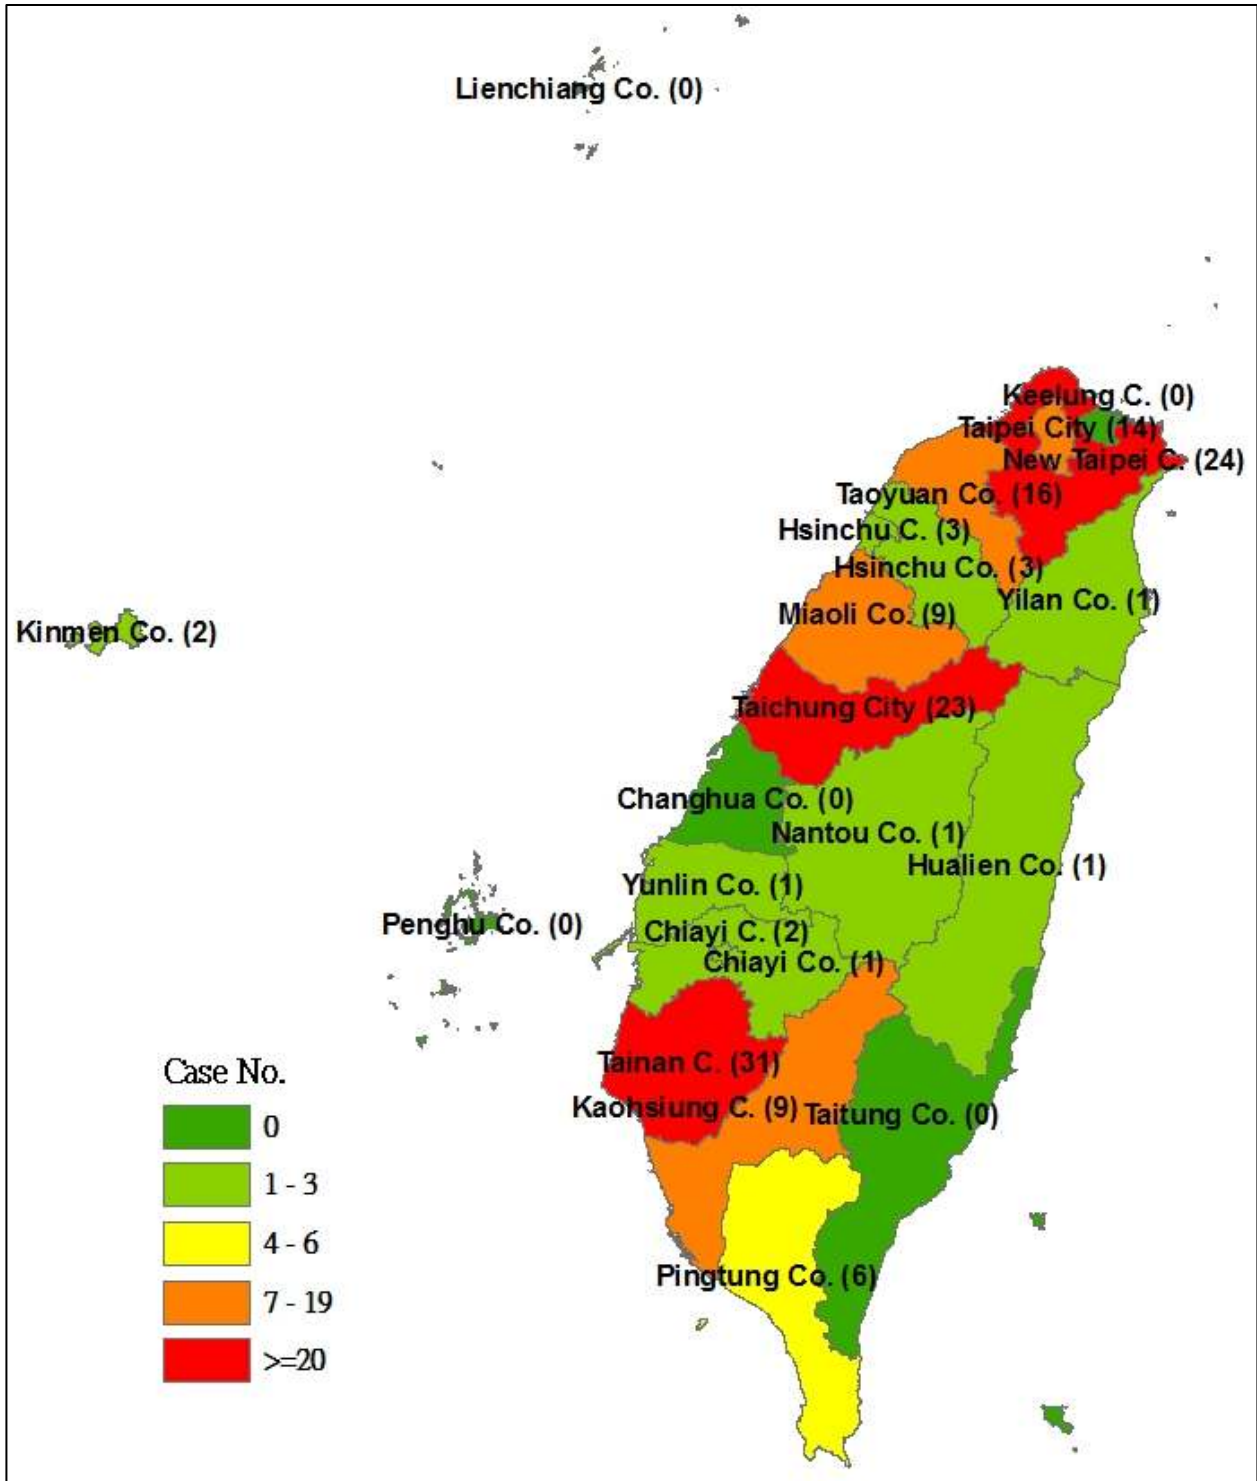 Lienchiang Co. (0)
Keelung C. (0)
Taipei City (14)
New Taipei C. (24)
Taoyuan Co. (16)
Hsinchu C. (3)
Hsinchu Co. (3)
Yilan Co. (1)
Miaoli Co. (9)
Kinmen Co. (2)
Taichung City (23)
Changhua Co. (0)
Nantou Co. (1)
Hualien Co. (1)
Yunlin Co. (1)
Penghu Co. (0)
Chiayi C. (2)
Chiayi Co. (1)
Tainan C. (31)
Kaohsiung C. (9)
Taitung Co. (0)
Pingtung Co. (6)
Case No.
0
1 - 3
4 - 6
7 - 19
>=20